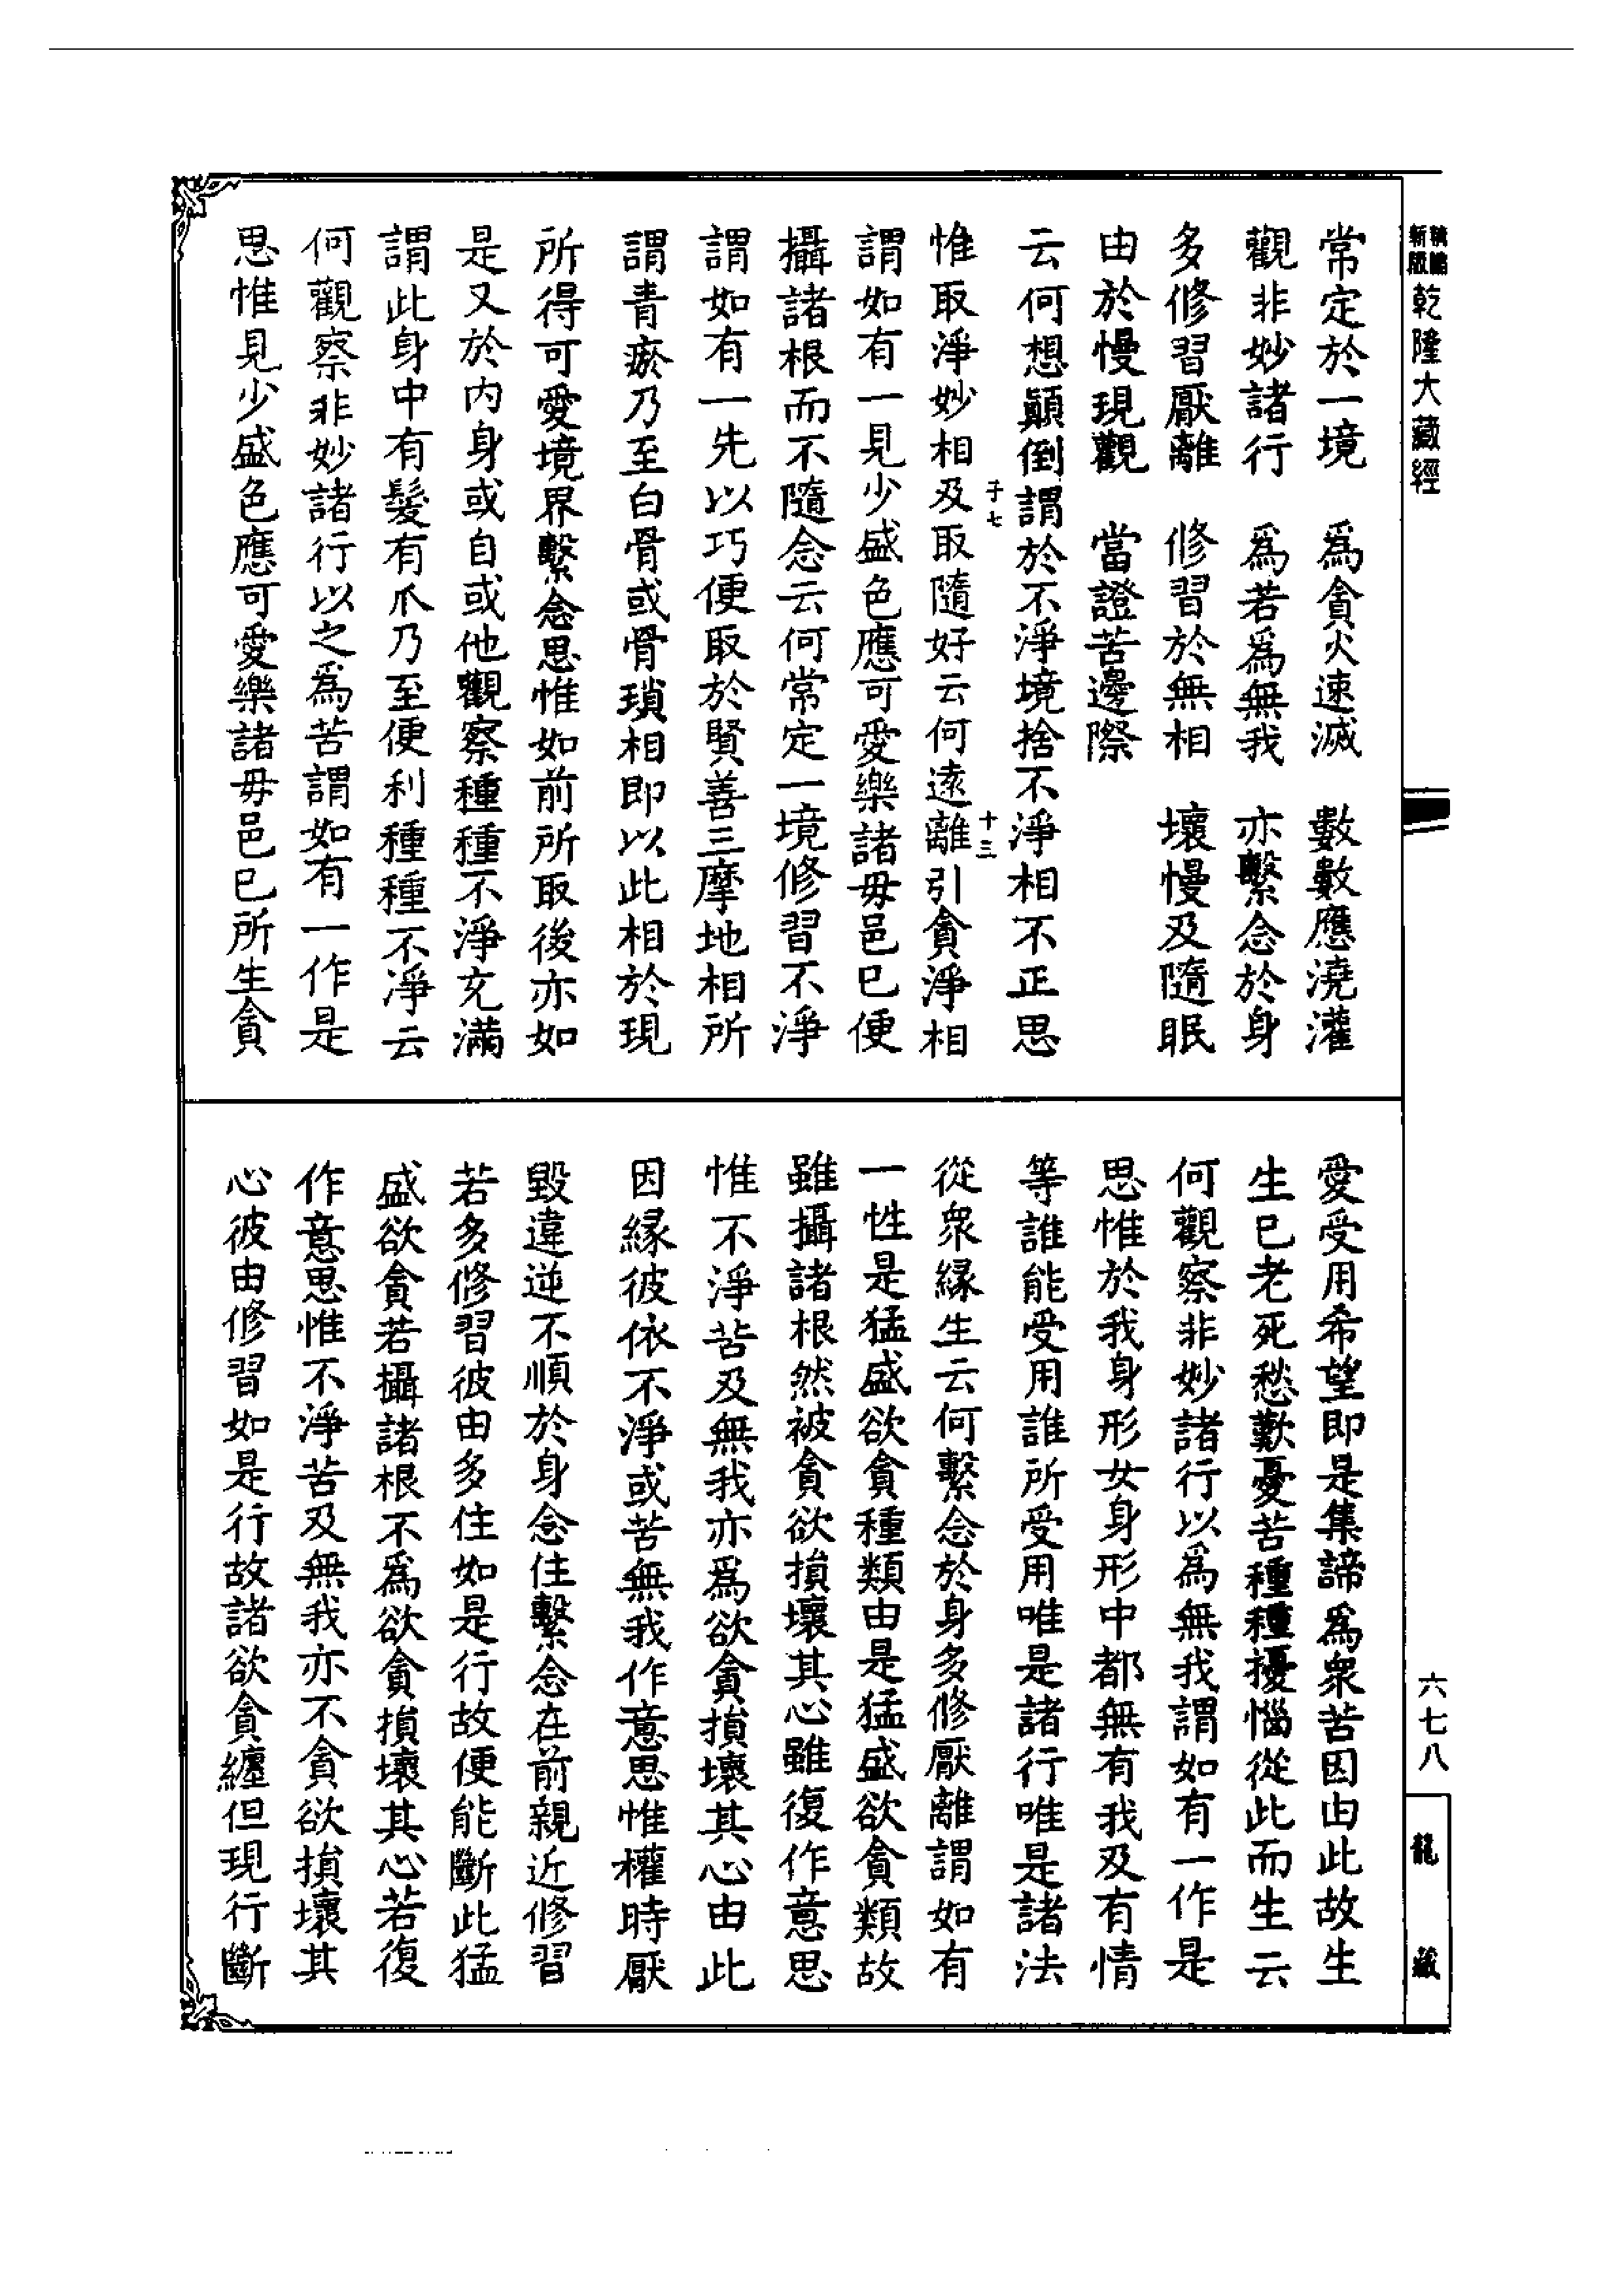 新版
乾隆大藏經
常定於一境　為貪火速滅　數數應澆灌
觀非妙諸行　為若為無我　亦繫念於身
多修習厭離　修習於無相　壞慢及隨眠
由於慢現觀　當證苦邊際
云何想顛倒謂於不淨境捨不淨相不正思
惟取淨妙相及取隨好云何遠離引貪淨相
子七
十三
謂如有一見少盛色應可愛樂諸毋邑巳便
攝諸根而不隨念云何常定一境修習不淨
謂如有一先以巧便取於賢善三摩地相所
謂青瘀乃至白骨或骨瑣相即以此相於現
所得可愛境界繫念思惟如前所取後亦如
是又於內身或自或他觀察種種不淨充滿
謂此身中有髮有爪乃至便利種種不淨云
何觀察非妙諸行以之為苦謂如有一作是
思惟見少盛色應可愛樂諸毋邑巳所生貪
愛受用希望即是集諦為衆苦因由此故生
生巳老死愁歎憂苦種種擾惱從此而生云
何觀察非妙諸行以為無我謂如有一作是
思惟於我身形女身形中都無有我及有情
等誰能受用誰所受用唯是諸行唯是諸法
從衆緣生云何繫念於身多修厭離謂如有
一性是猛盛欲貪種類由是猛盛欲貪類故
雖攝諸根然被貪欲損壞其心雖復作意思
惟不淨苦及無我亦為欲貪損壞其心由此
因緣彼依不淨或苦無我作意思惟權時厭
毀違逆不順於身念住繫念在前親近修習
若多修習彼由多住如是行故便能斷此猛
盛欲貪若攝諸根不為欲貪損壞其心若復
作意思惟不淨苦及無我亦不貪欲損壞其
心彼由修習如是行故諸欲貪纏但現行斷
六七八
龍藏